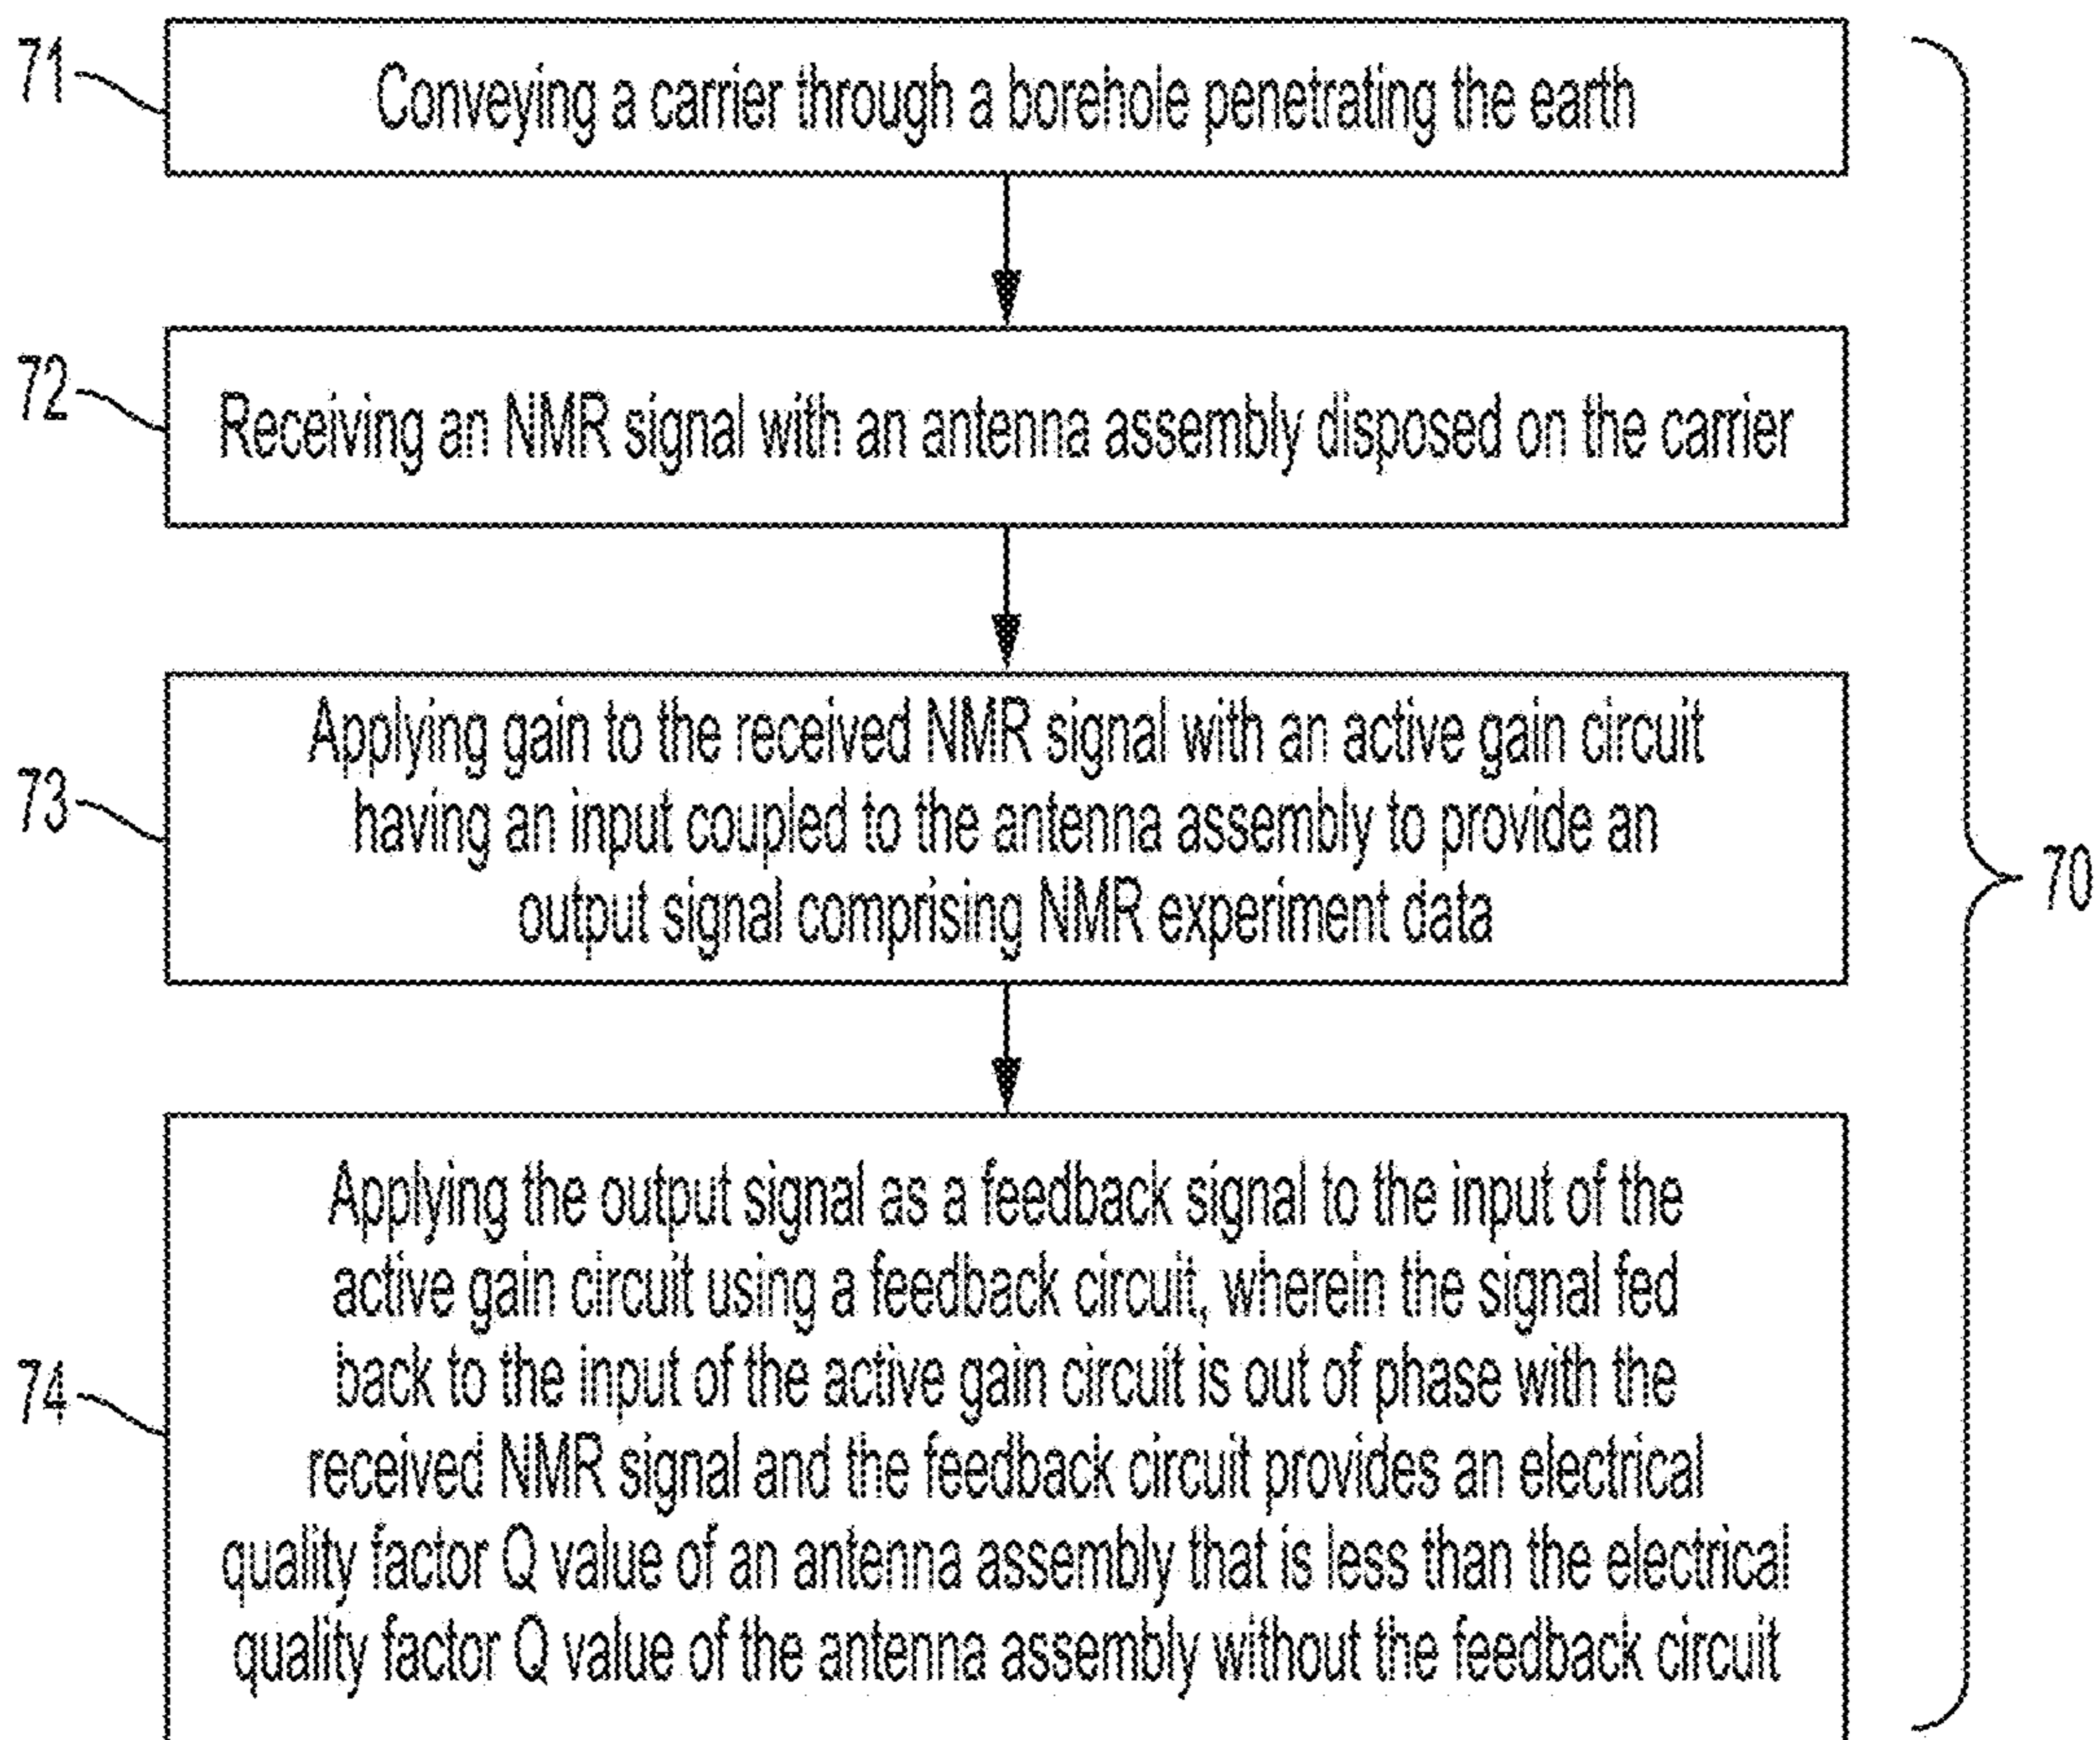 71
Conveying a carrier through a borehole penetrating the earth
72
Receiving an NMR signal with an antenna assembly disposed on the carrier
73
Applying gain to the received NMR signal with an active gain circuit
having an input coupled to the antenna assembly to provide an
output signal comprising NMR experiment data
70
74
Applying the output signal as a feedback signal to the input of the
active gain circuit using a feedback circuit, wherein the signal fed
back to the input of the active gain circuit is out of phase with the
received NMR signal and the feedback circuit provides an electrical
quality factor Q value of an antenna assembly that is less than the electrical
quality factor Q value of the antenna assembly without the feedback circuit